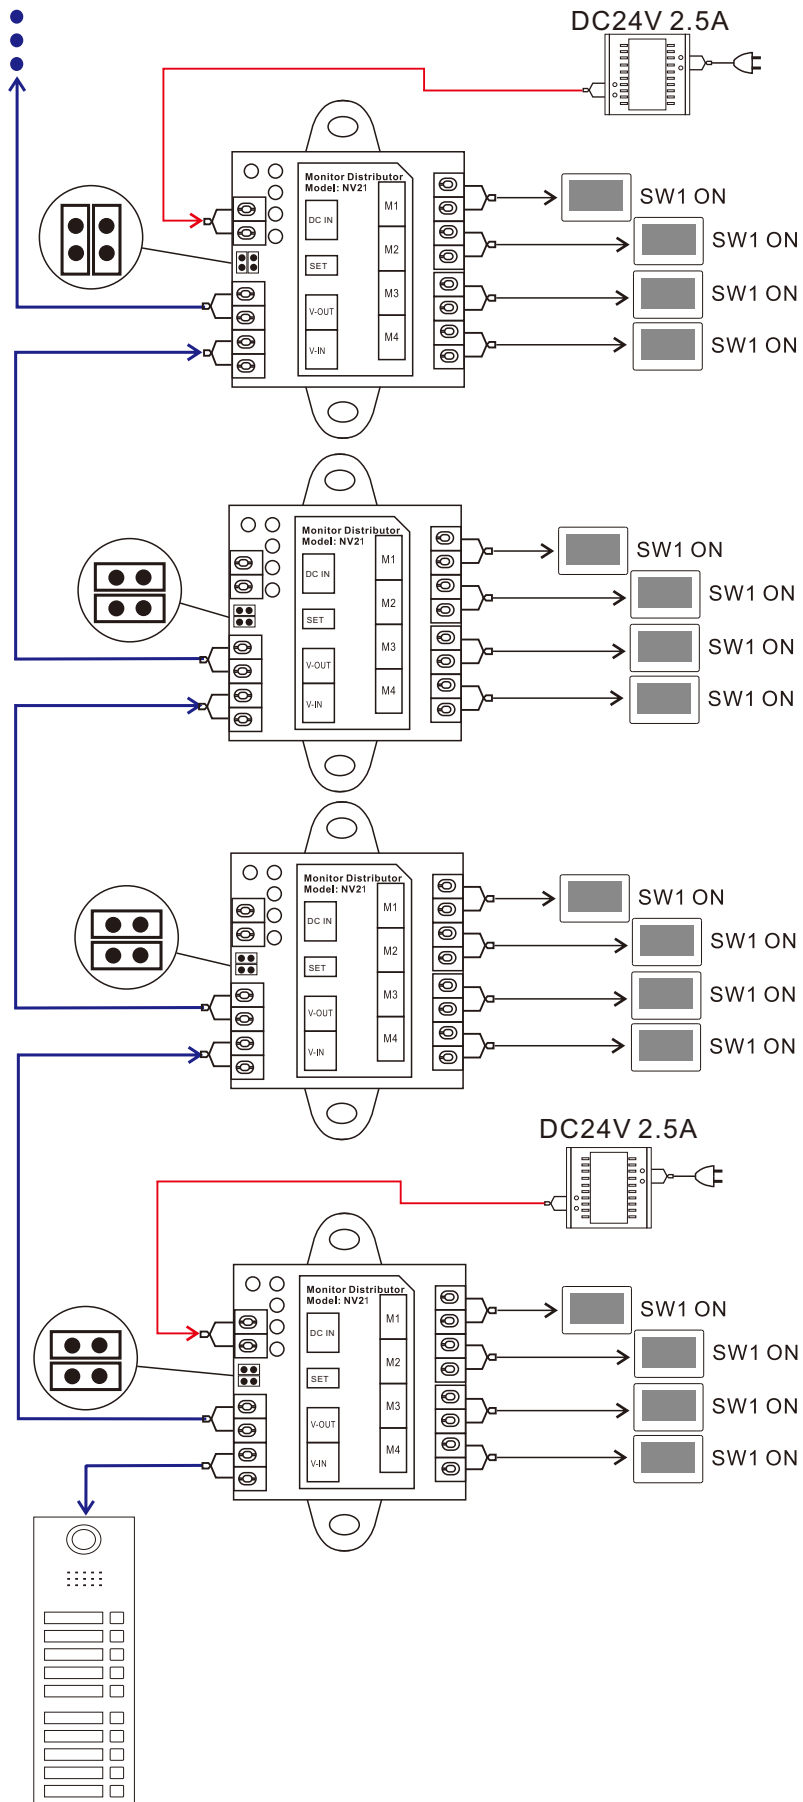 DC24V 2.5A
Monitor Distributor
Model: NV21
DC IN
SET
V-OUT
V-IN
M1
M2
M3
M4
SW1 ON
SW1 ON
SW1 ON
SW1 ON
Monitor Distributor
Model: NV21
DC IN
SET
V-OUT
V-IN
M1
M2
M3
M4
SW1 ON
SW1 ON
SW1 ON
SW1 ON
Monitor Distributor
Model: NV21
DC IN
SET
V-OUT
V-IN
M1
M2
M3
M4
SW1 ON
SW1 ON
SW1 ON
SW1 ON
DC24V 2.5A
Monitor Distributor
Model: NV21
DC IN
SET
V-OUT
V-IN
M1
M2
M3
M4
SW1 ON
SW1 ON
SW1 ON
SW1 ON